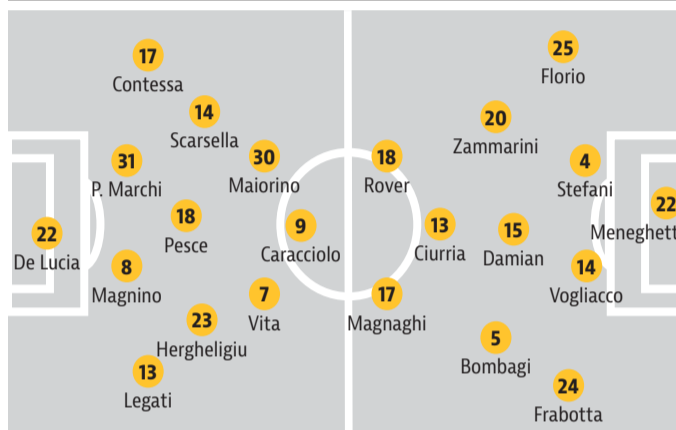 17
Contessa
14
Scarsella
31
P. Marchi
30
Maiorino
22
De Lucia
18
Pesce
9
Caracciolo
8
Magnino
7
Vita
23
Hergheligiu
13
Legati
25
Florio
20
Zammarini
18
Rover
4
Stefani
13
Ciurria
15
Damian
22
Meneghett
17
Magnaghi
14
Vogliacco
5
Bombagi
24
Frabotta